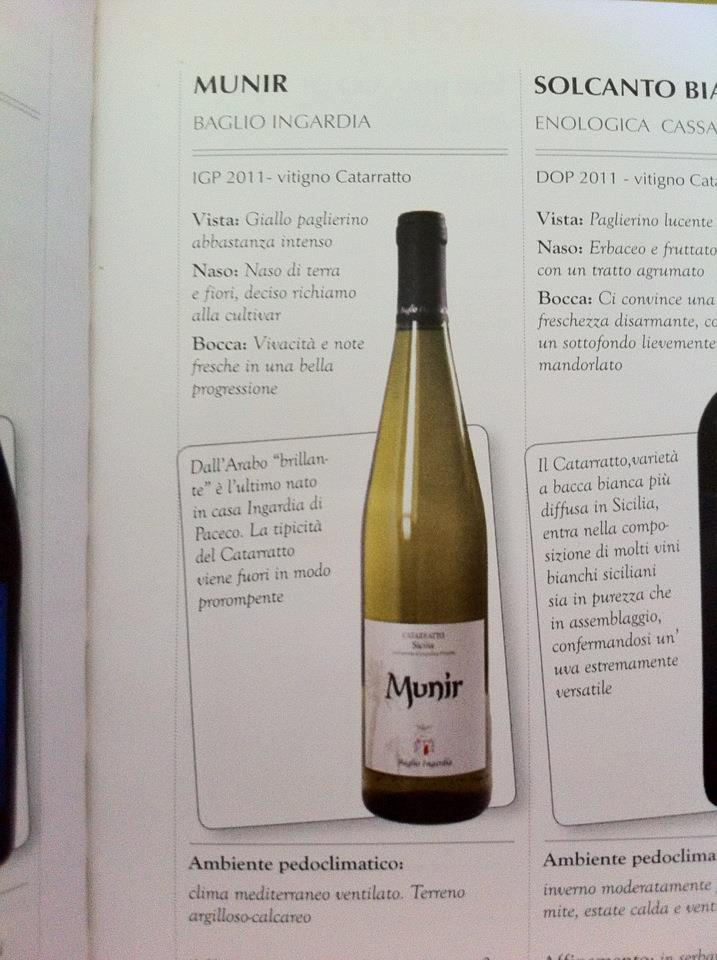 MUNIR
BAGLIO INGARDIA
IGP 2011- vitigno Catarratto
Vista: Giallo paglierino
abbastanza intenso
Naso: Naso di terra
e fiori, deciso richiamo
alla cultivar
Bocca: Vivacità e note
fresche in una bella
progressione
Dall'Arabo "brillan-
te" è l'ultimo nato
in casa Ingardia di
Paceco. La tipicità
del Catarratto
viene fuori in modo
prorompente
CATARRATTO
Sicilia
Munir
Baglio Ingardia
Ambiente pedoclimatico:
clima mediterraneo ventilato. Terreno
argilloso-calcareo
SOLCANTO BIA
ENOLOGICA CASSA
DOP 2011 - vitigno Cata
Vista: Paglierino lucente
Naso: Erbaceo e fruttato
con un tratto agrumato
Bocca: Ci convince una
freschezza disarmante, co
un sottofondo lievemente
mandorlato
Il Catarratto,varietà
a bacca bianca più
diffusa in Sicilia,
entra nella compo-
sizione di molti vini
bianchi siciliani
sia in purezza che
in assemblaggio,
confermandosi un'
uva estremamente
versatile
Ambiente pedoclima
inverno moderatamente
mite, estate calda e vent